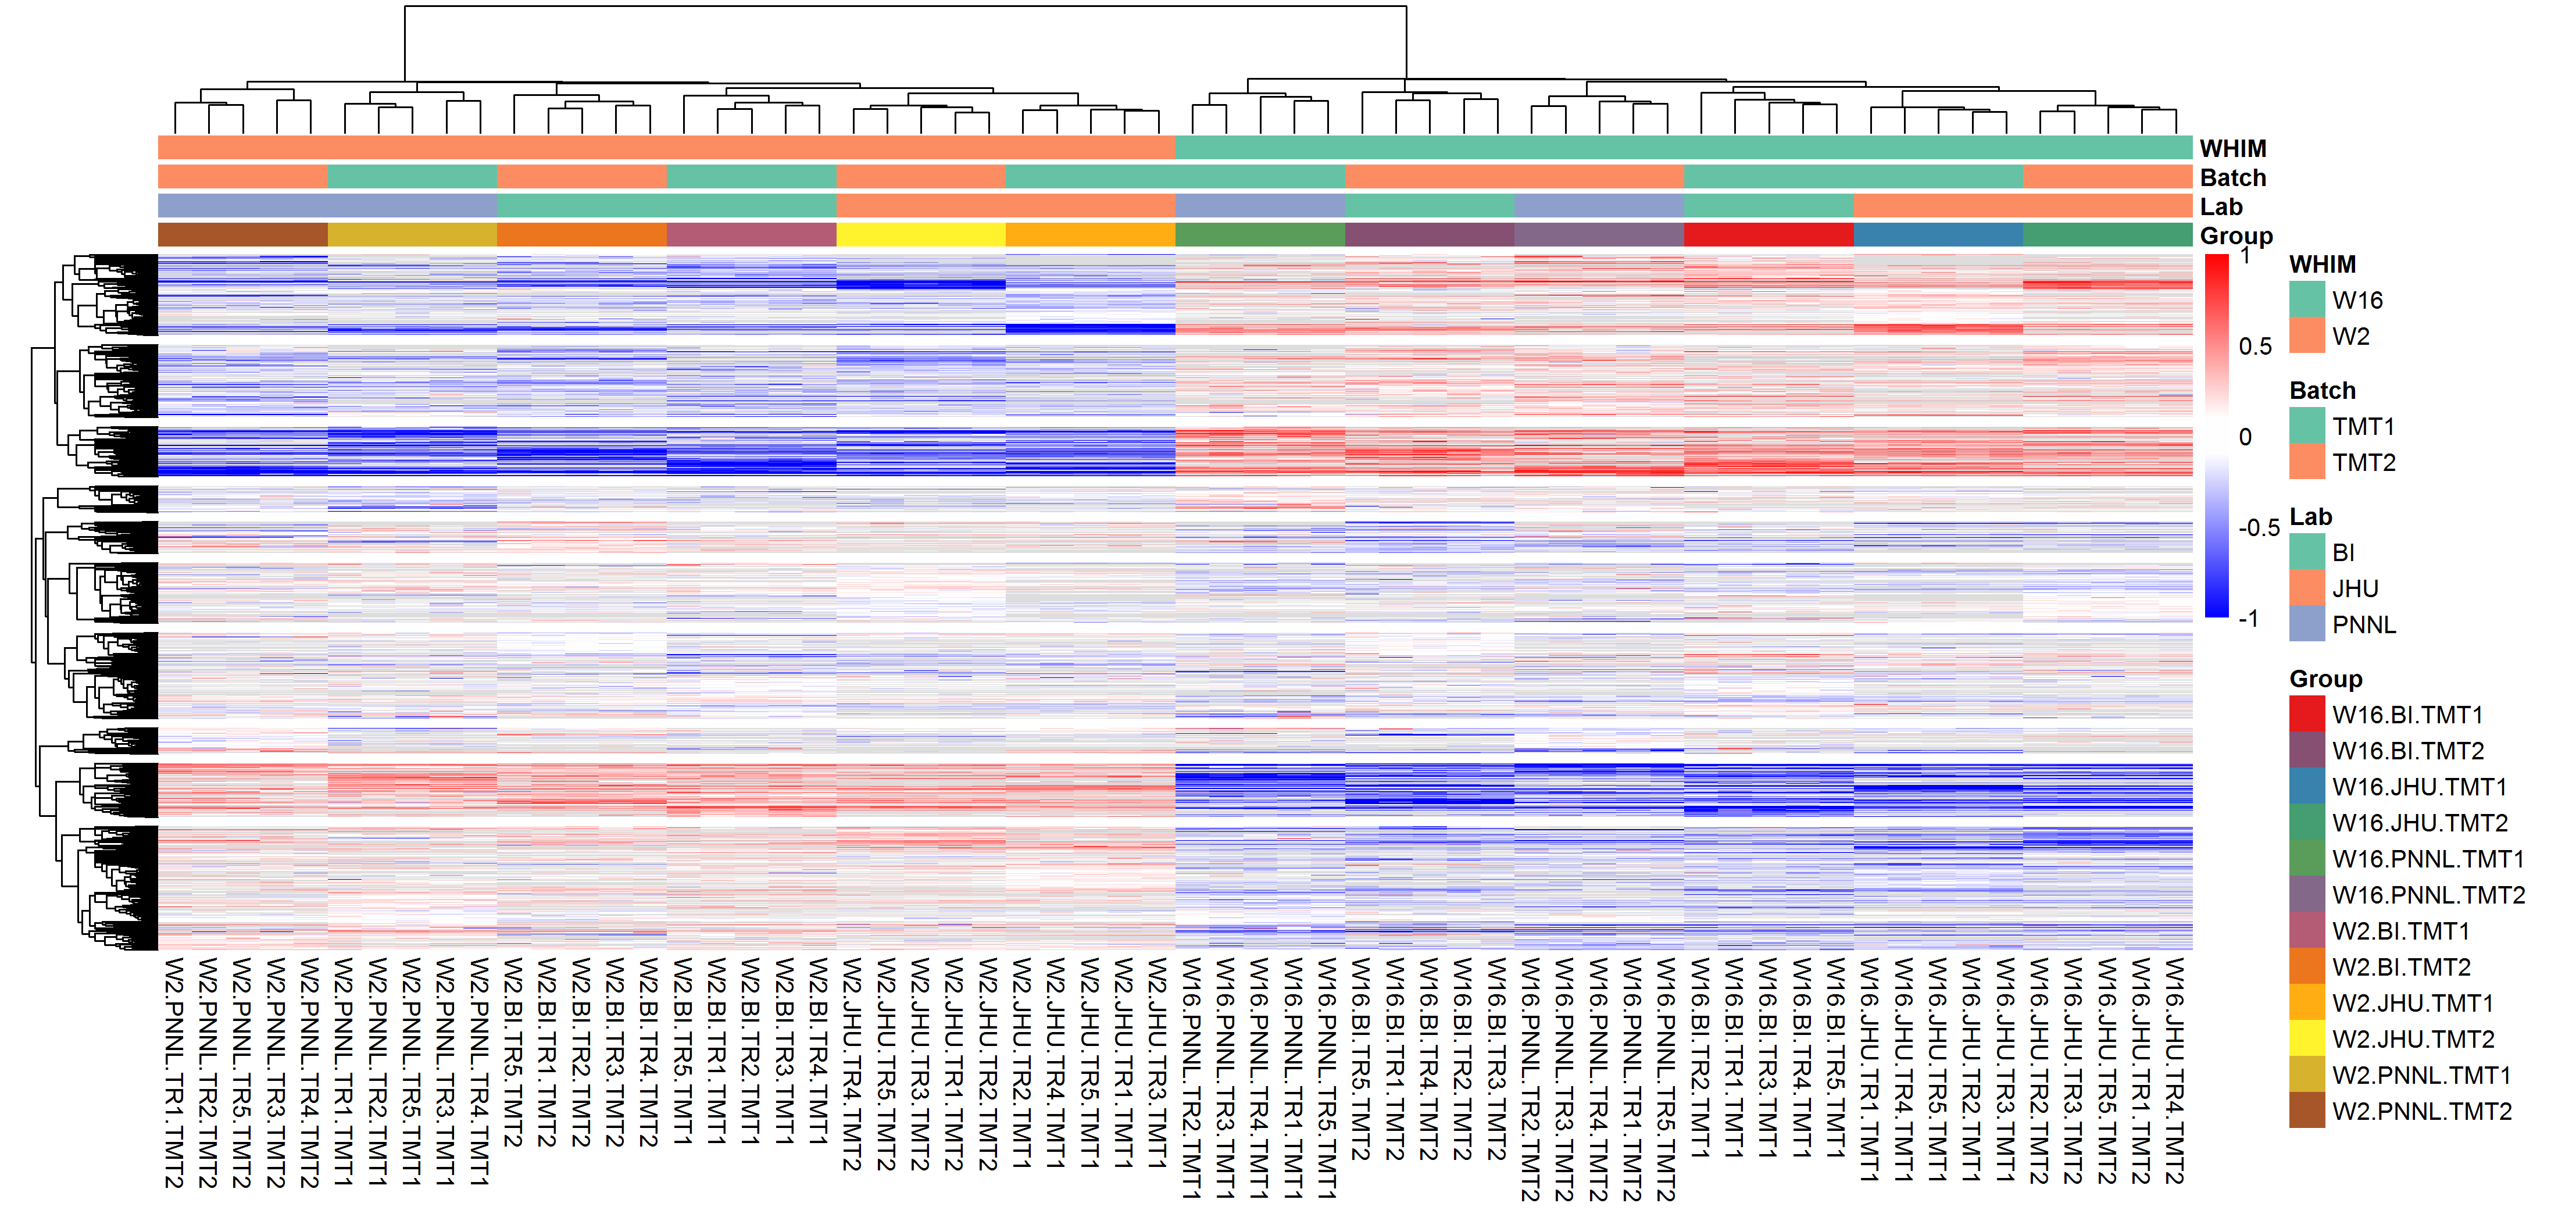 WHIM
Batch
Lab
Group
1
0.5
0
-0.5
-1
WHIM
W16
W2
Batch
TMT1
TMT2
Lab
BI
JHU
PNNL
Group
W16.BI.TMT1
W16.BI.TMT2
W16.JHU.TMT1
W16.JHU.TMT2
W16.PNNL.TMT1
W16.PNNL.TMT2
W2.BI.TMT1
W2.BI.TMT2
W2.JHU.TMT1
W2.JHU.TMT2
W2.PNNL.TMT1
W2.PNNL.TMT2
W2.PNNL.TR1.TMT2
W2.PNNL.TR2.TMT2
W2.PNNL.TR5.TMT2
W2.PNNL.TR3.TMT2
W2.PNNL.TR4.TMT2
W2.PNNL.TR1.TMT1
W2.PNNL.TR2.TMT1
W2.PNNL.TR5.TMT1
W2.PNNL.TR3.TMT1
W2.PNNL.TR4.TMT1
W2.BI.TR5.TMT2
W2.BI.TR1.TMT2
W2.BI.TR2.TMT2
W2.BI.TR3.TMT2
W2.BI.TR4.TMT2
W2.BI.TR5.TMT1
W2.BI.TR1.TMT1
W2.BI.TR2.TMT1
W2.BI.TR3.TMT1
W2.BI.TR4.TMT1
W2.JHU.TR4.TMT2
W2.JHU.TR5.TMT2
W2.JHU.TR3.TMT2
W2.JHU.TR1.TMT2
W2.JHU.TR2.TMT2
W2.JHU.TR2.TMT1
W2.JHU.TR4.TMT1
W2.JHU.TR5.TMT1
W2.JHU.TR1.TMT1
W2.JHU.TR3.TMT1
W16.PNNL.TR2.TMT1
W16.PNNL.TR3.TMT1
W16.PNNL.TR4.TMT1
W16.PNNL.TR1.TMT1
W16.PNNL.TR5.TMT1
W16.BI.TR5.TMT2
W16.BI.TR1.TMT2
W16.BI.TR4.TMT2
W16.BI.TR2.TMT2
W16.BI.TR3.TMT2
W16.PNNL.TR2.TMT2
W16.PNNL.TR3.TMT2
W16.PNNL.TR4.TMT2
W16.PNNL.TR1.TMT2
W16.PNNL.TR5.TMT2
W16.BI.TR2.TMT1
W16.BI.TR1.TMT1
W16.BI.TR3.TMT1
W16.BI.TR4.TMT1
W16.BI.TR5.TMT1
W16.JHU.TR1.TMT1
W16.JHU.TR4.TMT1
W16.JHU.TR5.TMT1
W16.JHU.TR2.TMT1
W16.JHU.TR3.TMT1
W16.JHU.TR2.TMT2
W16.JHU.TR3.TMT2
W16.JHU.TR5.TMT2
W16.JHU.TR1.TMT2
W16.JHU.TR4.TMT2